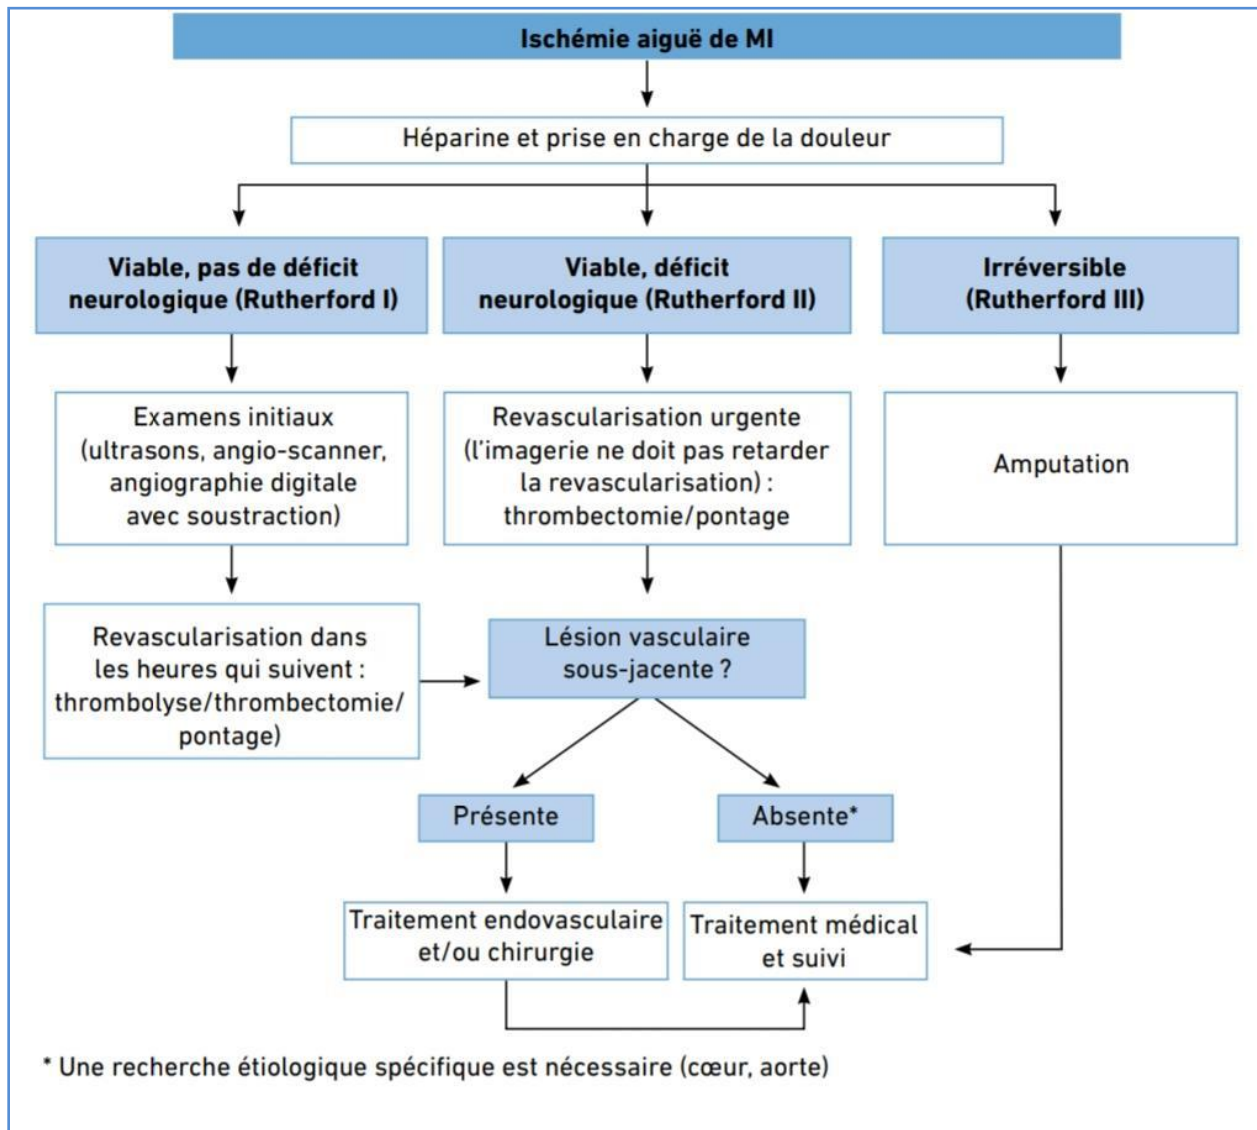 Ischémie aiguë de MI
Héparine et prise en charge de la douleur
Viable, pas de déficit
neurologique (Rutherford I)
Viable, déficit
neurologique (Rutherford II)
Irréversible
(Rutherford III)
Examens initiaux
(ultrasons, angio-scanner,
angiographie digitale
avec soustraction)
Revascularisation urgente
(l’imagerie ne doit pas retarder
la revascularisation) :
thrombectomie/pontage
Amputation
Revascularisation dans
les heures qui suivent :
thrombolyse/thrombectomie/
pontage)
Lésion vasculaire
sous-jacente ?
Présente
Absente*
Traitement endovasculaire
et/ou chirurgie
Traitement médical
et suivi
* Une recherche étiologique spécifique est nécessaire (cœur, aorte)